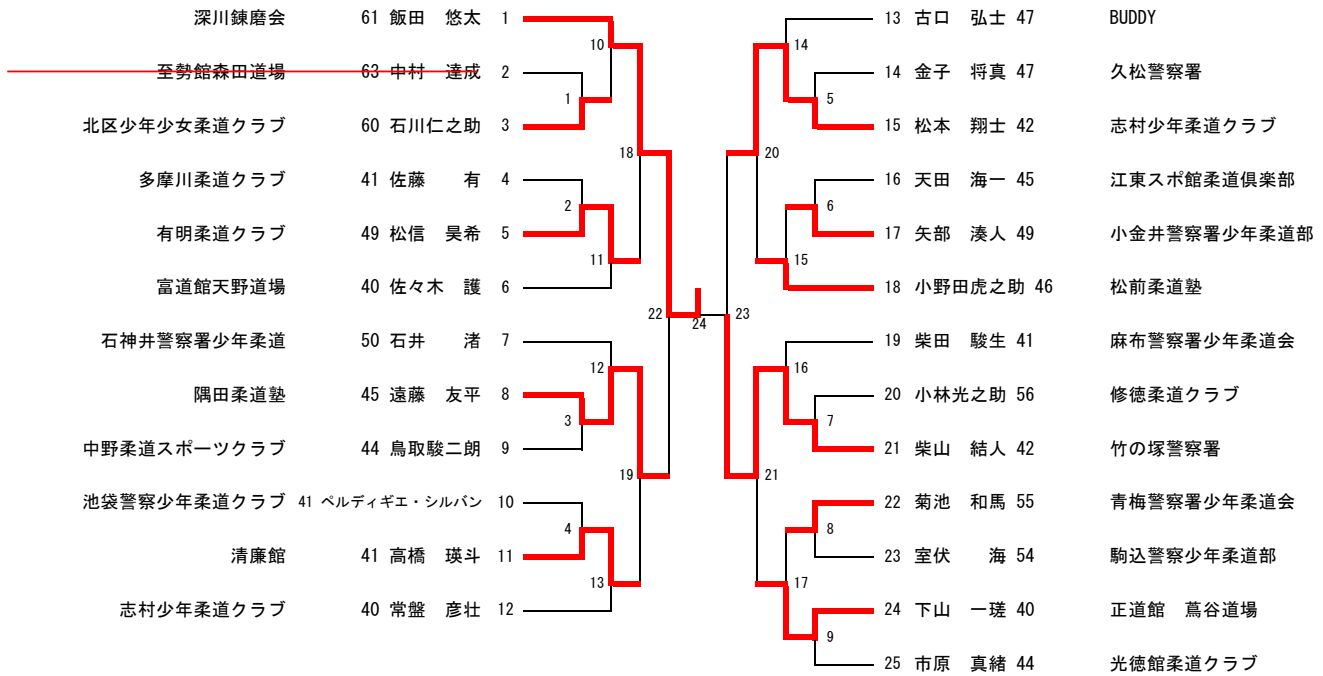 深川錬磨会 61 飯田 悠太 1
至勢館森田道場 63 中村 達成 2
北区少年少女柔道クラブ 60 石川仁之助 3
多摩川柔道クラブ 41 佐藤 有 4
有明柔道クラブ 49 松信 昊希 5
富道館天野道場 40 佐々木 護 6
石神井警察署少年柔道 50 石井 渚 7
隅田柔道塾 45 遠藤 友平 8
中野柔道スポーツクラブ 44 鳥取駿二朗 9
池袋警察少年柔道クラブ 41 ペルディギエ・シルバン 10
清廉館 41 高橋 瑛斗 11
志村少年柔道クラブ 40 常盤 彦壮 12
10
1
18
2
11
22
12
3
19
4
13
24
14
5
20
6
15
23
16
7
21
8
17
9
13 古口 弘士 47 BUDDY
14 金子 将真 47 久松警察署
15 松本 翔士 42 志村少年柔道クラブ
16 天田 海一 45 江東スポ館柔道倶楽部
17 矢部 湊人 49 小金井警察署少年柔道部
18 小野田虎之助 46 松前柔道塾
19 柴田 駿生 41 麻布警察署少年柔道会
20 小林光之助 56 修徳柔道クラブ
21 柴山 結人 42 竹の塚警察署
22 菊池 和馬 55 青梅警察署少年柔道会
23 室伏 海 54 駒込警察少年柔道部
24 下山 一瑳 40 正道館 蔦谷道場
25 市原 真緒 44 光徳館柔道クラブ